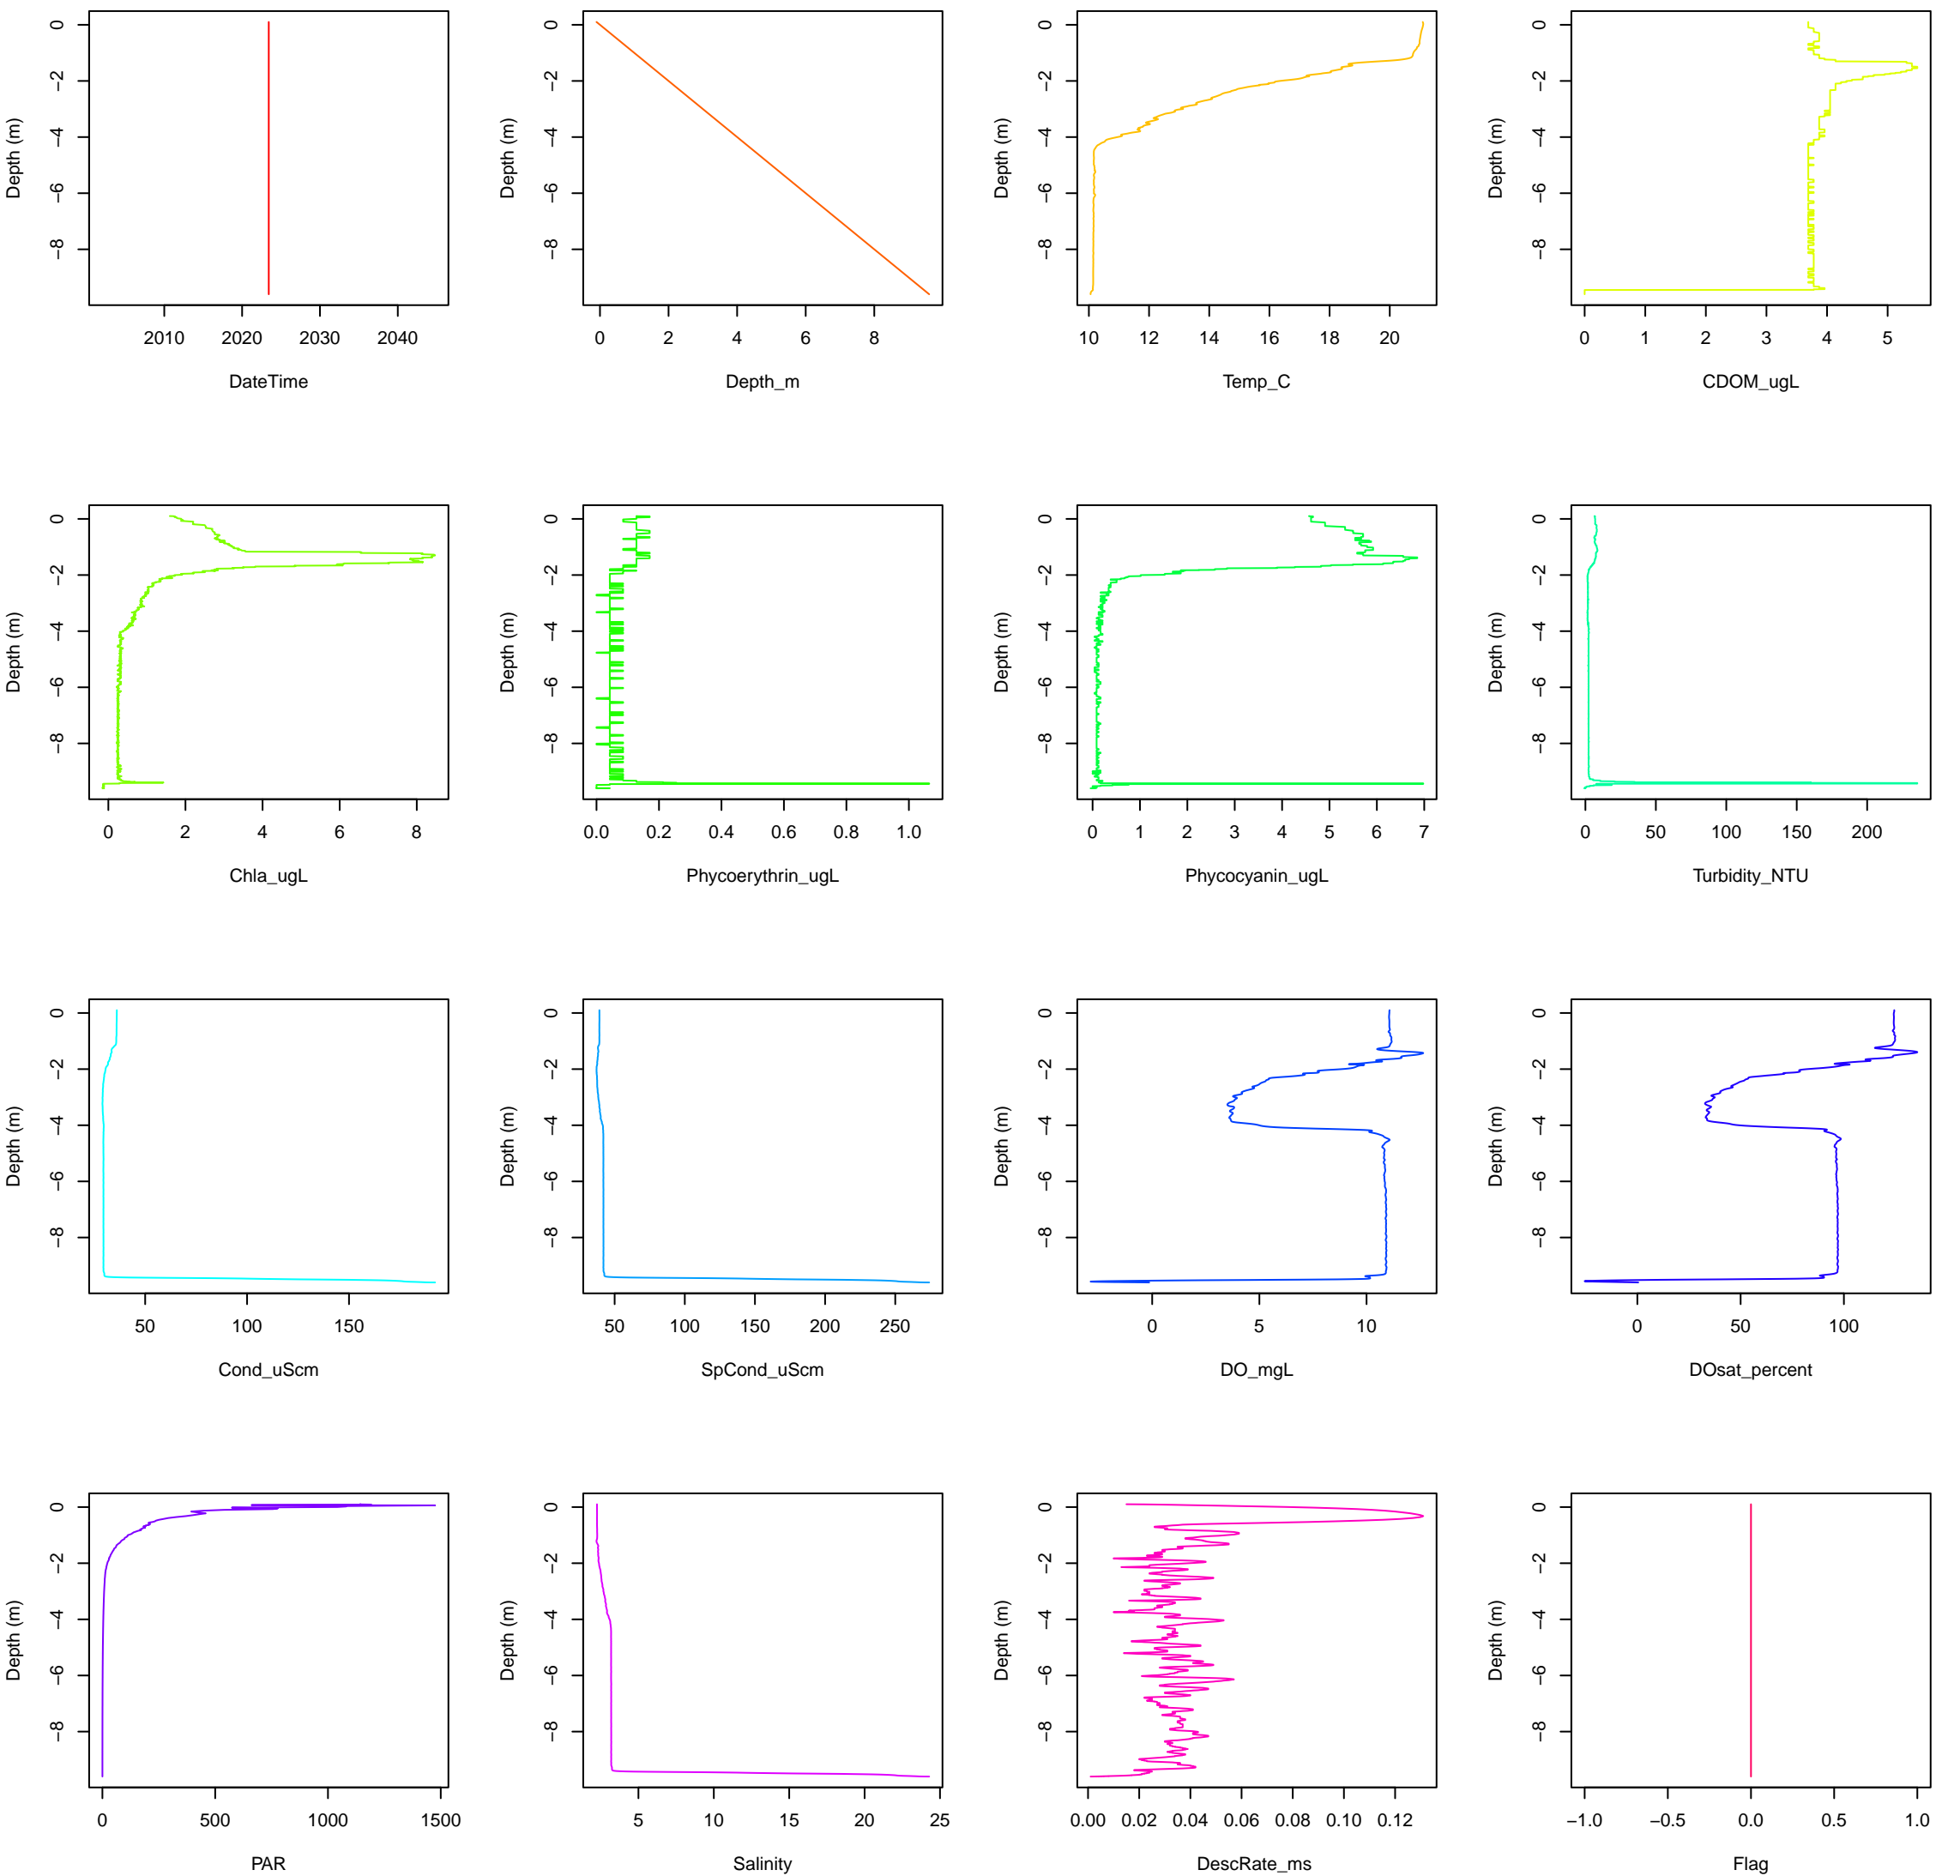 0 0 0 0
−2 −2 −2 −2
Depth (m) Depth (m) Depth (m) Depth (m)
−4 −4 −4 −4
−6 −6 −6 −6
−8 −8 −8 −8
2010 2020 2030 2040 0 2 4 6 8 10 12 14 16 18 20 0 1 2 3 4 5
DateTime Depth_m Temp_C CDOM_ugL
0 0 0 0
−2 −2 −2 −2
Depth (m) Depth (m) Depth (m) Depth (m)
−4 −4 −4 −4
−6 −6 −6 −6
−8 −8 −8 −8
0 2 4 6 8 0.0 0.2 0.4 0.6 0.8 1.0 0 1 2 3 4 5 6 7 0 50 100 150 200
Chla_ugL Phycoerythrin_ugL Phycocyanin_ugL Turbidity_NTU
0 0 0 0
−2 −2 −2 −2
Depth (m) Depth (m) Depth (m) Depth (m)
−4 −4 −4 −4
−6 −6 −6 −6
−8 −8 −8 −8
50 100 150 50 100 150 200 250 0 5 10 0 50 100
Cond_uScm SpCond_uScm DO_mgL DOsat_percent
0 0 0 0
−2 −2 −2 −2
Depth (m) Depth (m) Depth (m) Depth (m)
−4 −4 −4 −4
−6 −6 −6 −6
−8 −8 −8 −8
0 500 1000 1500 5 10 15 20 25 0.00 0.02 0.04 0.06 0.08 0.10 0.12 −1.0 −0.5 0.0 0.5 1.0
PAR Salinity DescRate_ms Flag